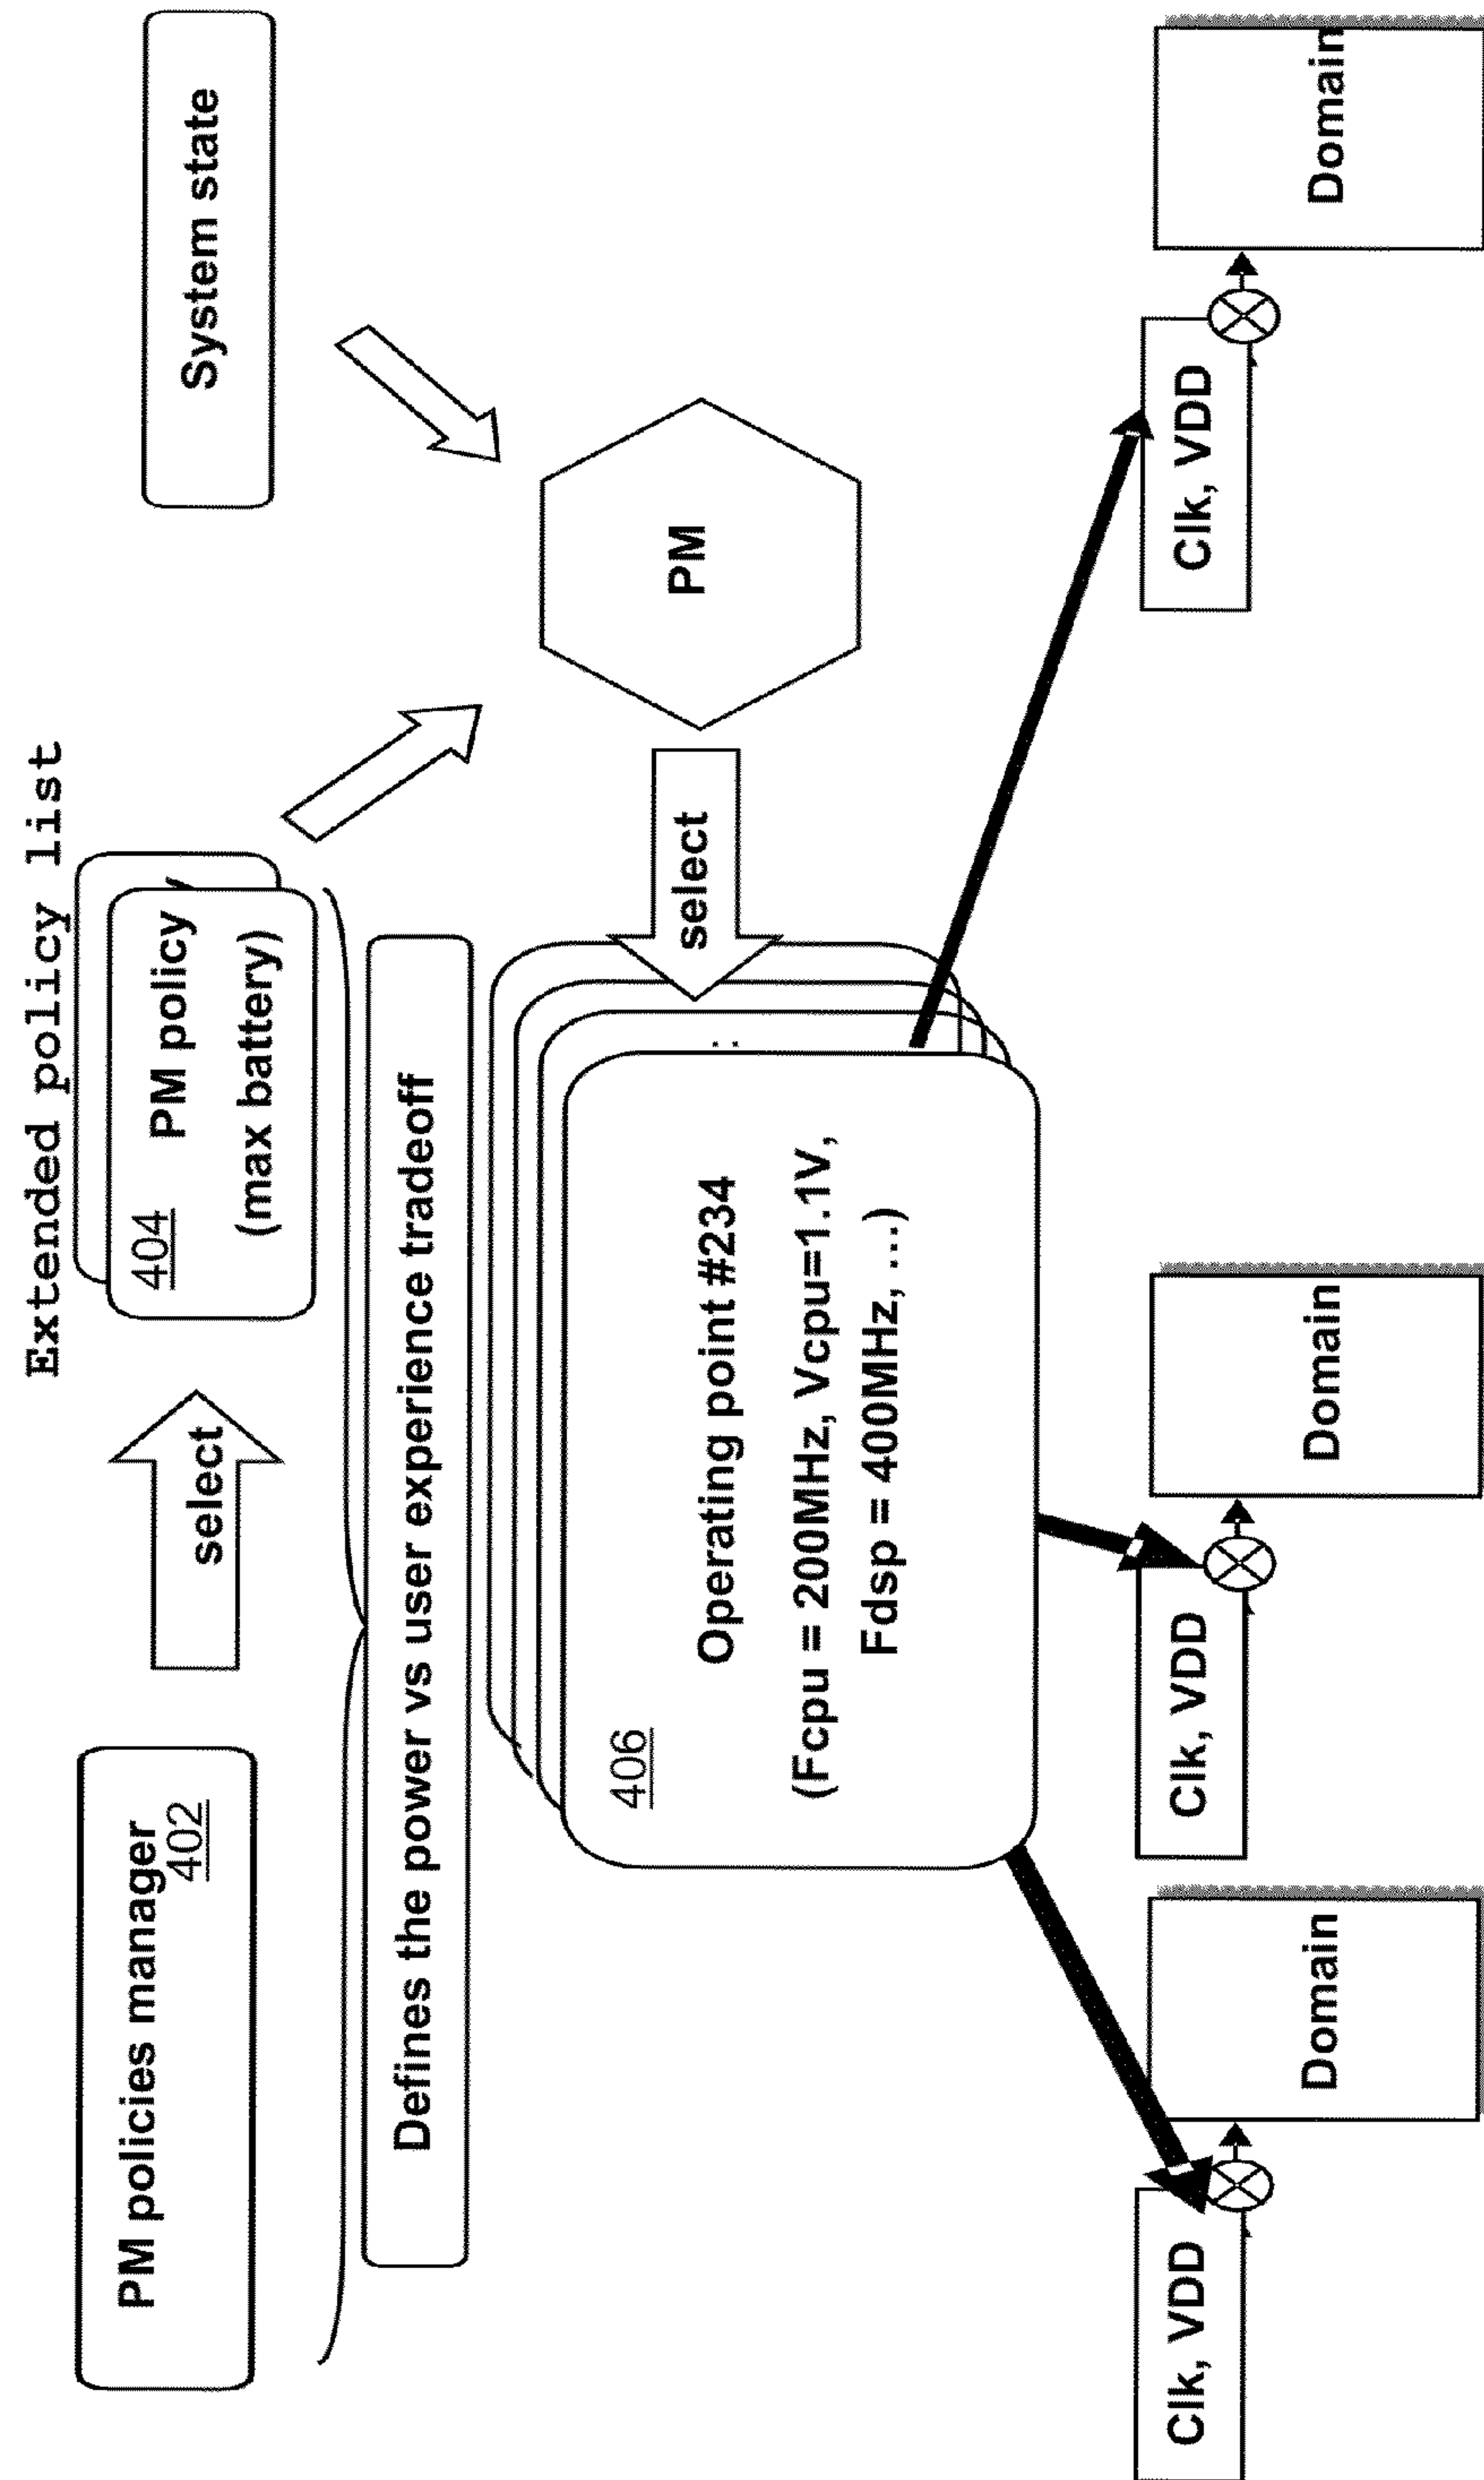 Extended policy list
PM policies manager
402
select
404
PM policy
(max battery)
System state
Defines the power vs user experience tradeoff
PM
select
406
Operating point #234
(Fcpu = 200MHz, Vcpu=1.1V,
Fdsp = 400MHz, ...)
Clk, VDD
Domain
Clk, VDD
Domain
Clk, VDD
Domain